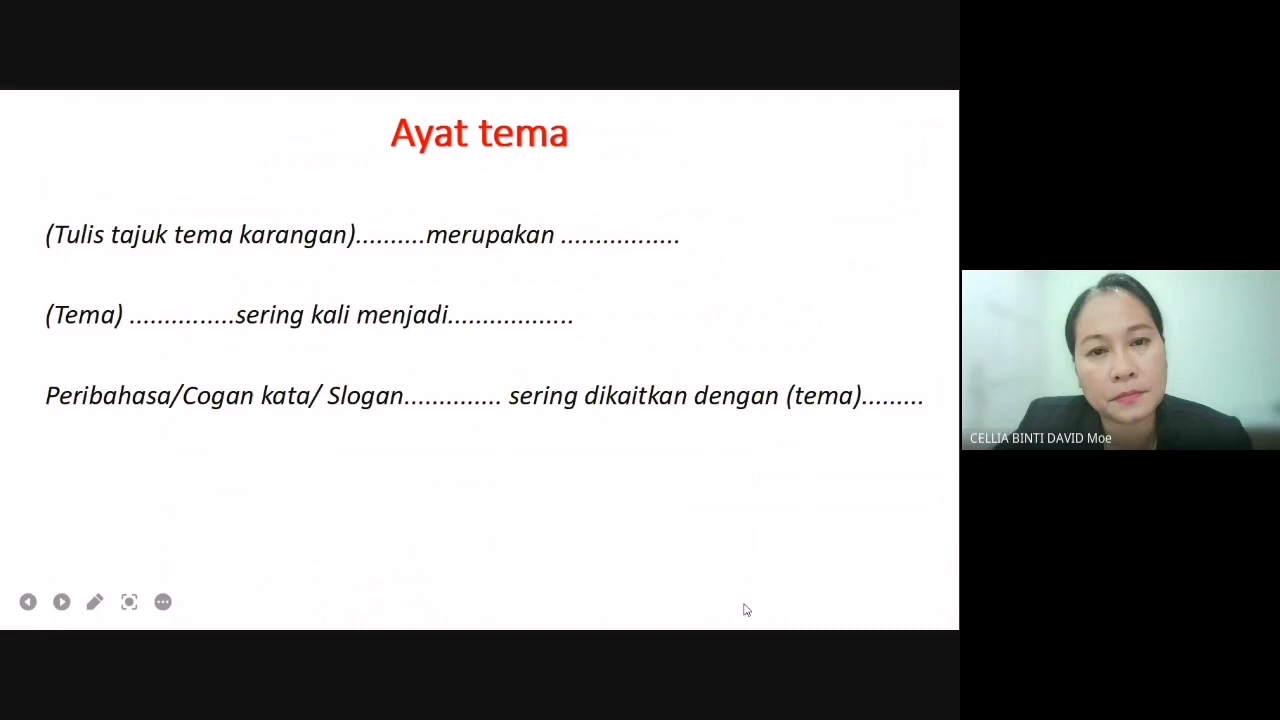 Ayat tema
(Tulis tajuk tema karangan)..........merupakan .................
(Tema) ...............sering kali menjadi..................
Peribahasa/Cogan kata/ Slogan.............. sering dikaitkan dengan (tema).........
CELLIA BINTI DAVID Moe